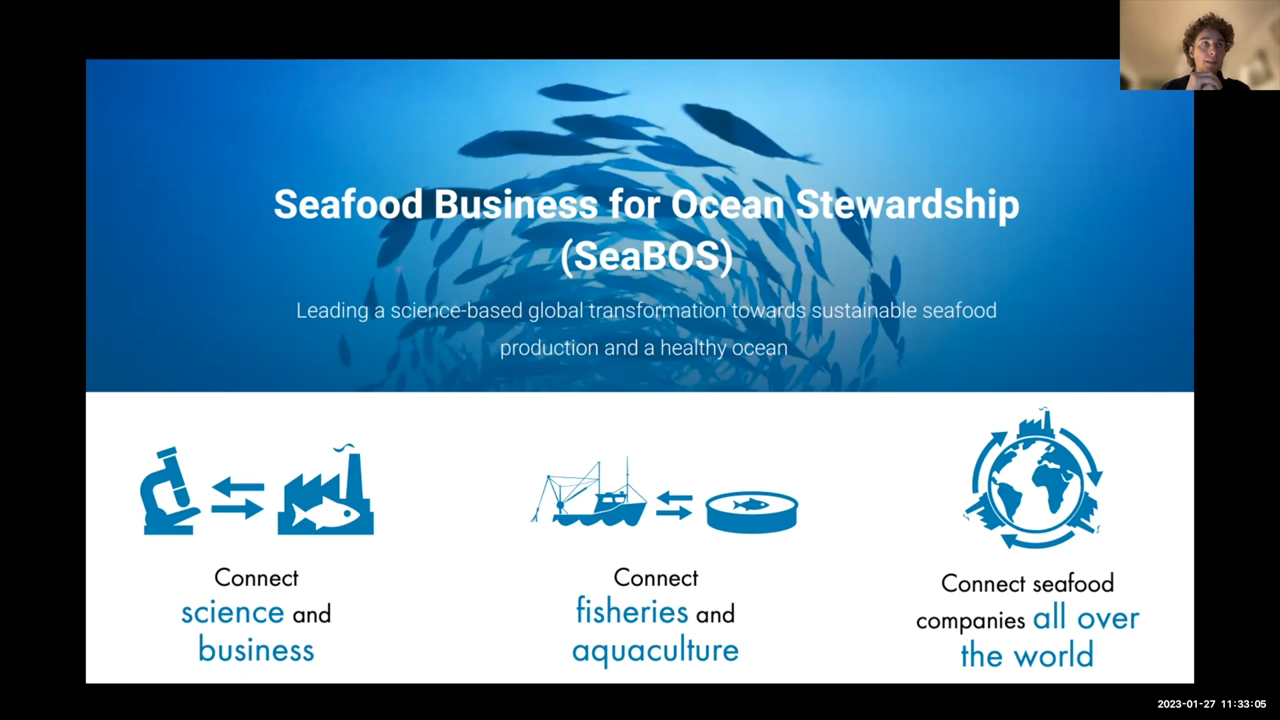 Seafood Business for Ocean Stewardship
(SeaBOS)
Leading a science-based global transformation towards sustainable seafood
production and a healthy ocean
Connect
science and
business
Connect
fisheries and
aquaculture
Connect seafood
companies all over
the world
2023-01-27 11:33:05